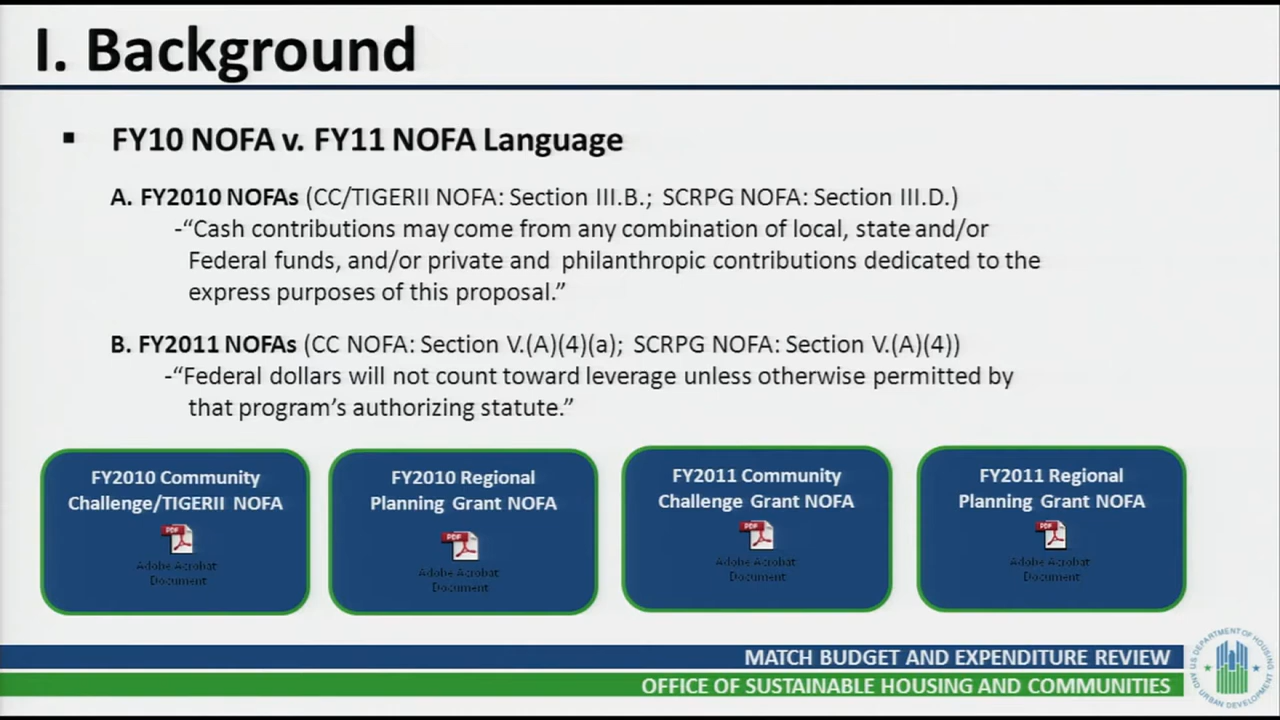 I. Background
▪ FY10 NOFA v. FY11 NOFA Language
A. FY2010 NOFAs (CC/TIGERII NOFA: Section III.B.; SCRPG NOFA: Section III.D.)
-“Cash contributions may come from any combination of local, state and/or
Federal funds, and/or private and philanthropic contributions dedicated to the
express purposes of this proposal.”
B. FY2011 NOFAs (CC NOFA: Section V.(A)(4)(a); SCRPG NOFA: Section V.(A)(4))
-“Federal dollars will not count toward leverage unless otherwise permitted by
that program’s authorizing statute.”
FY2010 Community
Challenge/TIGERII NOFA
PDF
Adobe Acrobat
Document
FY2010 Regional
Planning Grant NOFA
PDF
Adobe Acrobat
Document
FY2011 Community
Challenge Grant NOFA
PDF
Adobe Acrobat
Document
FY2011 Regional
Planning Grant NOFA
PDF
Adobe Acrobat
Document
MATCH BUDGET AND EXPENDITURE REVIEW
OFFICE OF SUSTAINABLE HOUSING AND COMMUNITIES
U.S. DEPARTMENT OF HOUSING
AND URBAN DEVELOPMENT